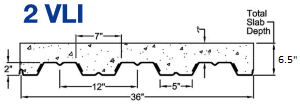 2 VLI
Total
Slab
Depth
7"
t
6.5"
2"
12"
5"
36"